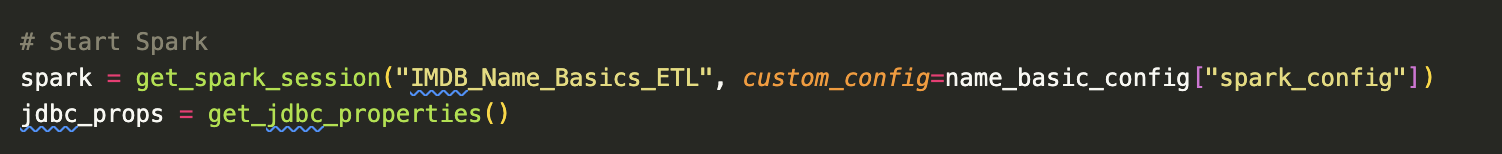 # Start Spark
spark = get_spark_session("IMDB_Name_Basics_ETL", custom_config=name_basic_config["spark_config"])
jdbc_props = get_jdbc_properties()